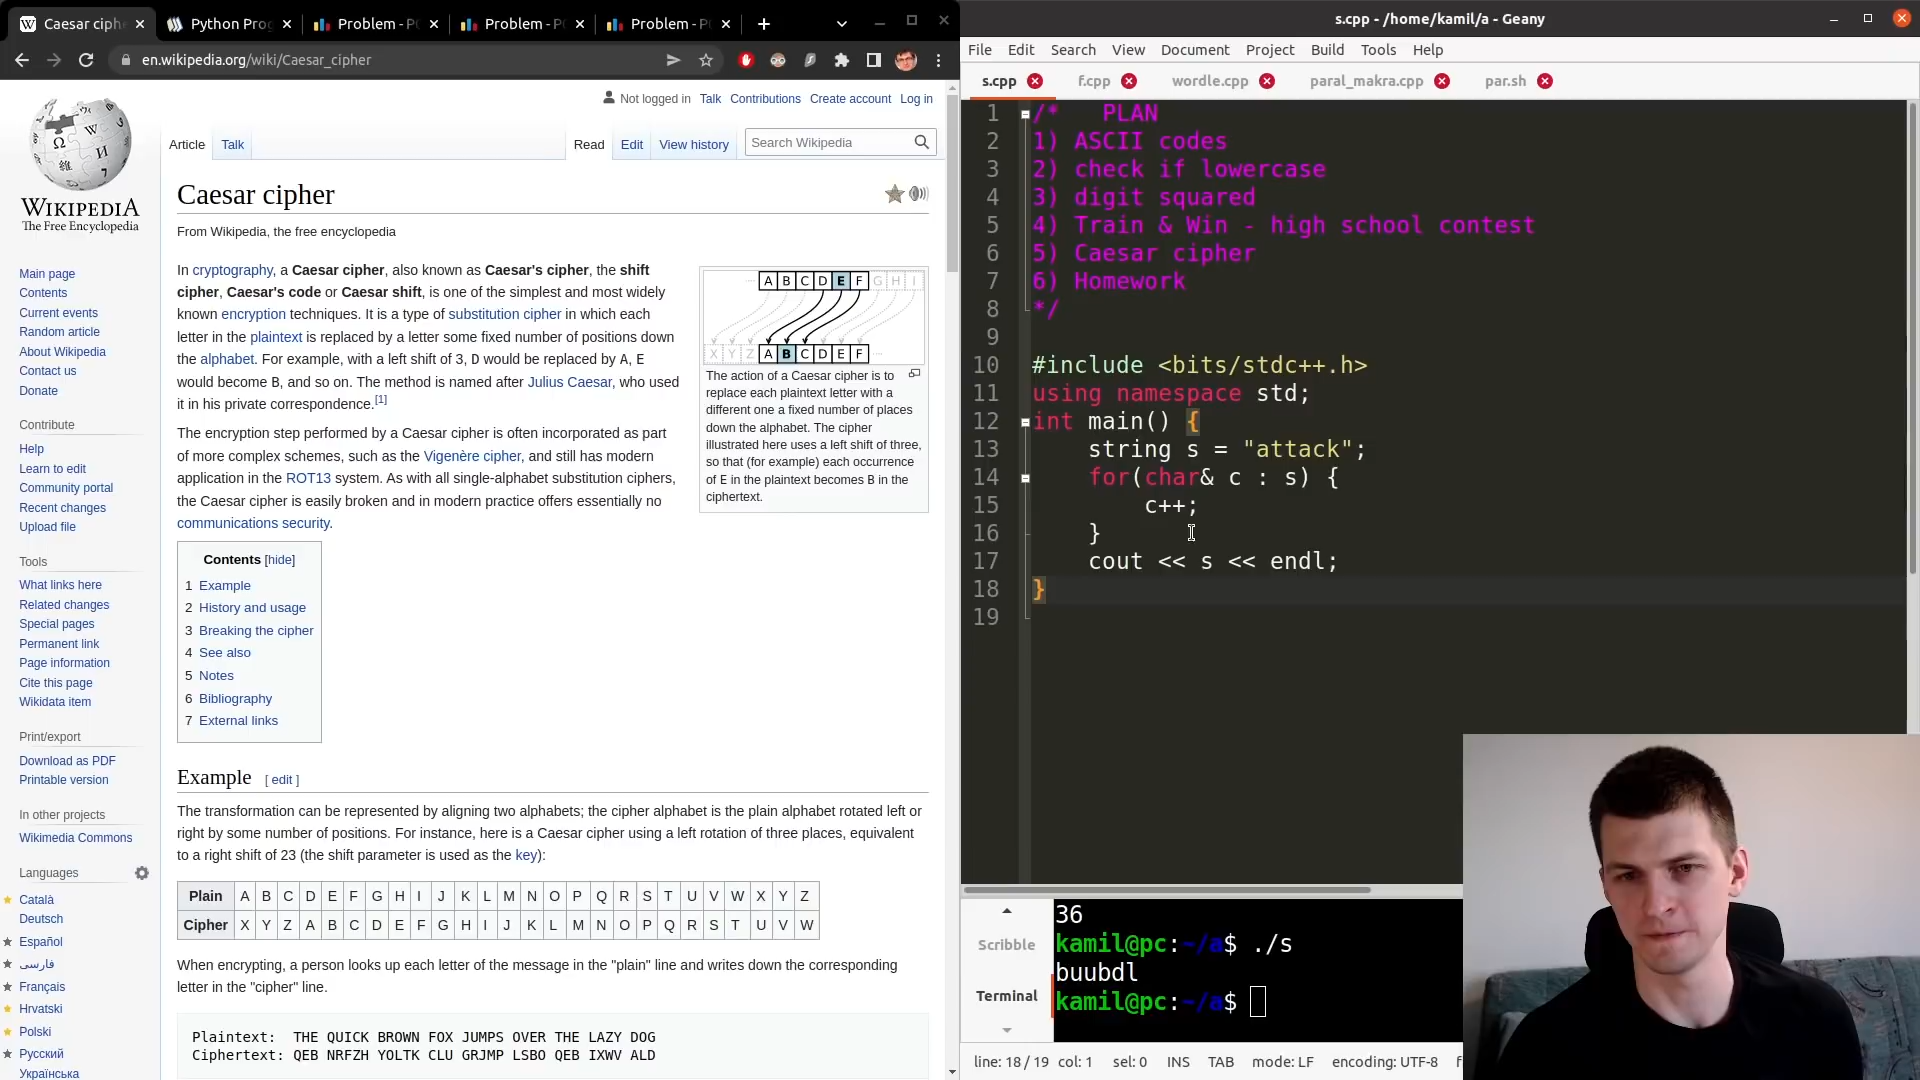 Caesar ciph
Python Prog
Problem - P
Problem - P
Problem - P
en.wikipedia.org/wiki/Caesar_cipher
WIKIPEDIA
The Free Encyclopedia
Main page
Contents
Current events
Random article
About Wikipedia
Contact us
Donate
Contribute
Help
Learn to edit
Community portal
Recent changes
Upload file
Tools
What links here
Related changes
Special pages
Permanent link
Page information
Cite this page
Wikidata item
Print/export
Download as PDF
Printable version
In other projects
Wikimedia Commons
Languages
Català
Deutsch
Español
فارسی
Français
Hrvatski
Polski
Русский
Українська
Not logged in Talk Contributions Create account Log in
Article Talk Read Edit View history Search Wikipedia
Caesar cipher
From Wikipedia, the free encyclopedia
In cryptography, a Caesar cipher, also known as Caesar's cipher, the shift
cipher, Caesar's code or Caesar shift, is one of the simplest and most widely
known encryption techniques. It is a type of substitution cipher in which each
letter in the plaintext is replaced by a letter some fixed number of positions down
the alphabet. For example, with a left shift of 3, D would be replaced by A, E
would become B, and so on. The method is named after Julius Caesar, who used
it in his private correspondence.[1]
The encryption step performed by a Caesar cipher is often incorporated as part
of more complex schemes, such as the Vigenère cipher, and still has modern
application in the ROT13 system. As with all single-alphabet substitution ciphers,
the Caesar cipher is easily broken and in modern practice offers essentially no
communications security.
A B C D E F G H I
X Y Z A B C D E F
The action of a Caesar cipher is to
replace each plaintext letter with a
different one a fixed number of places
down the alphabet. The cipher
illustrated here uses a left shift of three,
so that (for example) each occurrence
of E in the plaintext becomes B in the
ciphertext.
Contents [hide]
1 Example
2 History and usage
3 Breaking the cipher
4 See also
5 Notes
6 Bibliography
7 External links
Example [ edit ]
The transformation can be represented by aligning two alphabets; the cipher alphabet is the plain alphabet rotated left or
right by some number of positions. For instance, here is a Caesar cipher using a left rotation of three places, equivalent
to a right shift of 23 (the shift parameter is used as the key):
Plain A B C D E F G H I J K L M N O P Q R S T U V W X Y Z
Cipher X Y Z A B C D E F G H I J K L M N O P Q R S T U V W
When encrypting, a person looks up each letter of the message in the "plain" line and writes down the corresponding
letter in the "cipher" line.
Plaintext: THE QUICK BROWN FOX JUMPS OVER THE LAZY DOG
Ciphertext: QEB NRFZH YOLTK CLU GRJMP LSBO QEB IXWV ALD
s.cpp - /home/kamil/a - Geany
File Edit Search View Document Project Build Tools Help
s.cpp f.cpp wordle.cpp paral_makra.cpp par.sh
1 /* PLAN
2 1) ASCII codes
3 2) check if lowercase
4 3) digit squared
5 4) Train & Win - high school contest
6 5) Caesar cipher
7 6) Homework
8 */
9
10 #include <bits/stdc++.h>
11 using namespace std;
12 int main() {
13 string s = "attack";
14 for(char& c : s) {
15 c++;
16 }
17 cout << s << endl;
18 }
19
Scribble
Terminal
36
kamil@pc:~/a$ ./s
buubdl
kamil@pc:~/a$
line: 18 / 19 col: 1 sel: 0 INS TAB mode: LF encoding: UTF-8 f